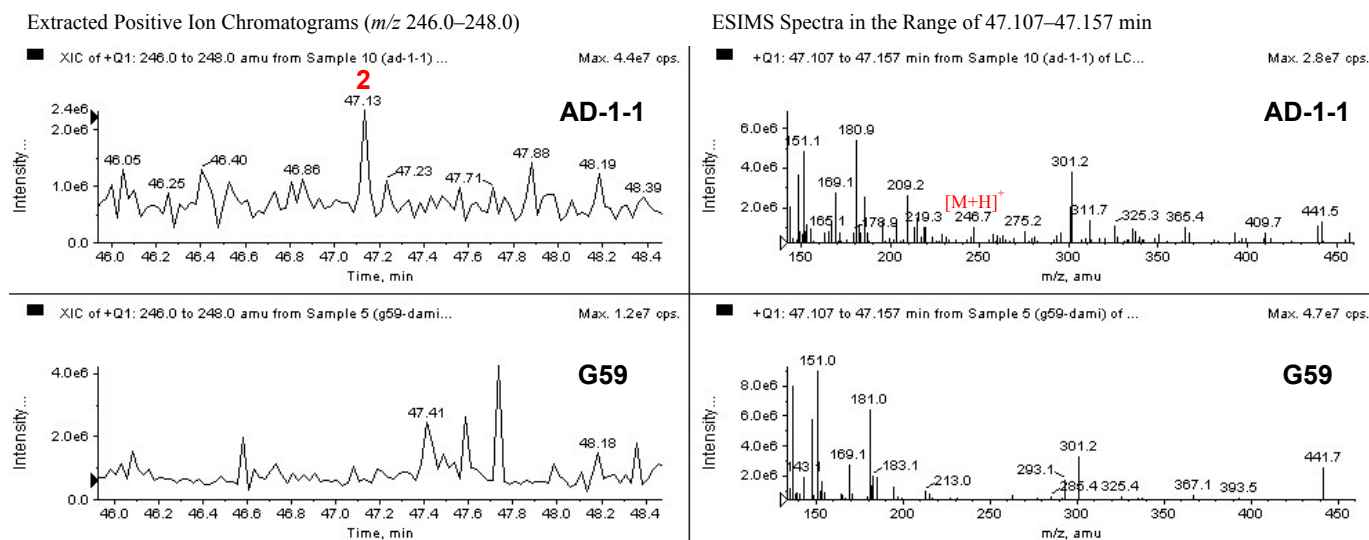 Extracted Positive Ion Chromatograms (m/z 246.0–248.0)
ESIMS Spectra in the Range of 47.107–47.157 min
XIC of +Q1: 246.0 to 248.0 amu from Sample 10 (ad-1-1) ...
Max. 4.4e7 cps.
2
AD-1-1
47.13
2.4e6
2.0e6
1.0e6
0.0
Intensity...
46.05
46.25
46.40
46.86
47.23
47.71
47.88
48.19
48.39
46.0 46.2 46.4 46.6 46.8 47.0 47.2 47.4 47.6 47.8 48.0 48.2 48.4
Time, min
+Q1: 47.107 to 47.157 min from Sample 10 (ad-1-1) of LC...
Max. 2.8e7 cps.
AD-1-1
6.0e6
4.0e6
2.0e6
Intensity...
151.1
180.9
169.1
209.2
165.1
178.9
219.3
[M+H]+
246.7
275.2
301.2
311.7
325.3
365.4
409.7
441.5
150 200 250 300 350 400 450
m/z, amu
XIC of +Q1: 246.0 to 248.0 amu from Sample 5 (g59-dami...
Max. 1.2e7 cps.
G59
4.0e6
2.0e6
0.0
Intensity...
47.41
48.18
46.0 46.2 46.4 46.6 46.8 47.0 47.2 47.4 47.6 47.8 48.0 48.2 48.4
Time, min
+Q1: 47.107 to 47.157 min from Sample 5 (g59-dami) of ...
Max. 4.7e7 cps.
G59
8.0e6
6.0e6
4.0e6
2.0e6
Intensity...
151.0
181.0
169.1
183.1
213.0
293.1
301.2
285.4
325.4
367.1
393.5
441.7
150 200 250 300 350 400 450
m/z, amu